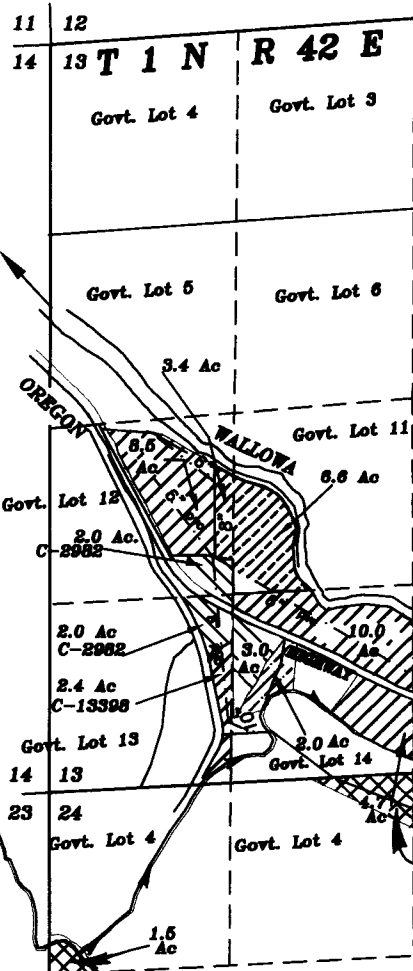 11 12
14 13
T 1 N R 42 E
Govt. Lot 4
Govt. Lot 3
Govt. Lot 5
Govt. Lot 6
3.4 Ac
OREGON
WALLOWA
Govt. Lot 11
8.5
Ac
6.6 Ac
Govt. Lot 12
2.0 Ac.
C-2982
2.0 Ac
C-2982
3.0
Ac
HIGHWAY
10.0
Ac
2.4 Ac
C-13398
2.0 Ac
Govt. Lot 13
Govt. Lot 14
14 13
23 24
4.7
Ac
Govt. Lot 4
Govt. Lot 4
1.5
Ac